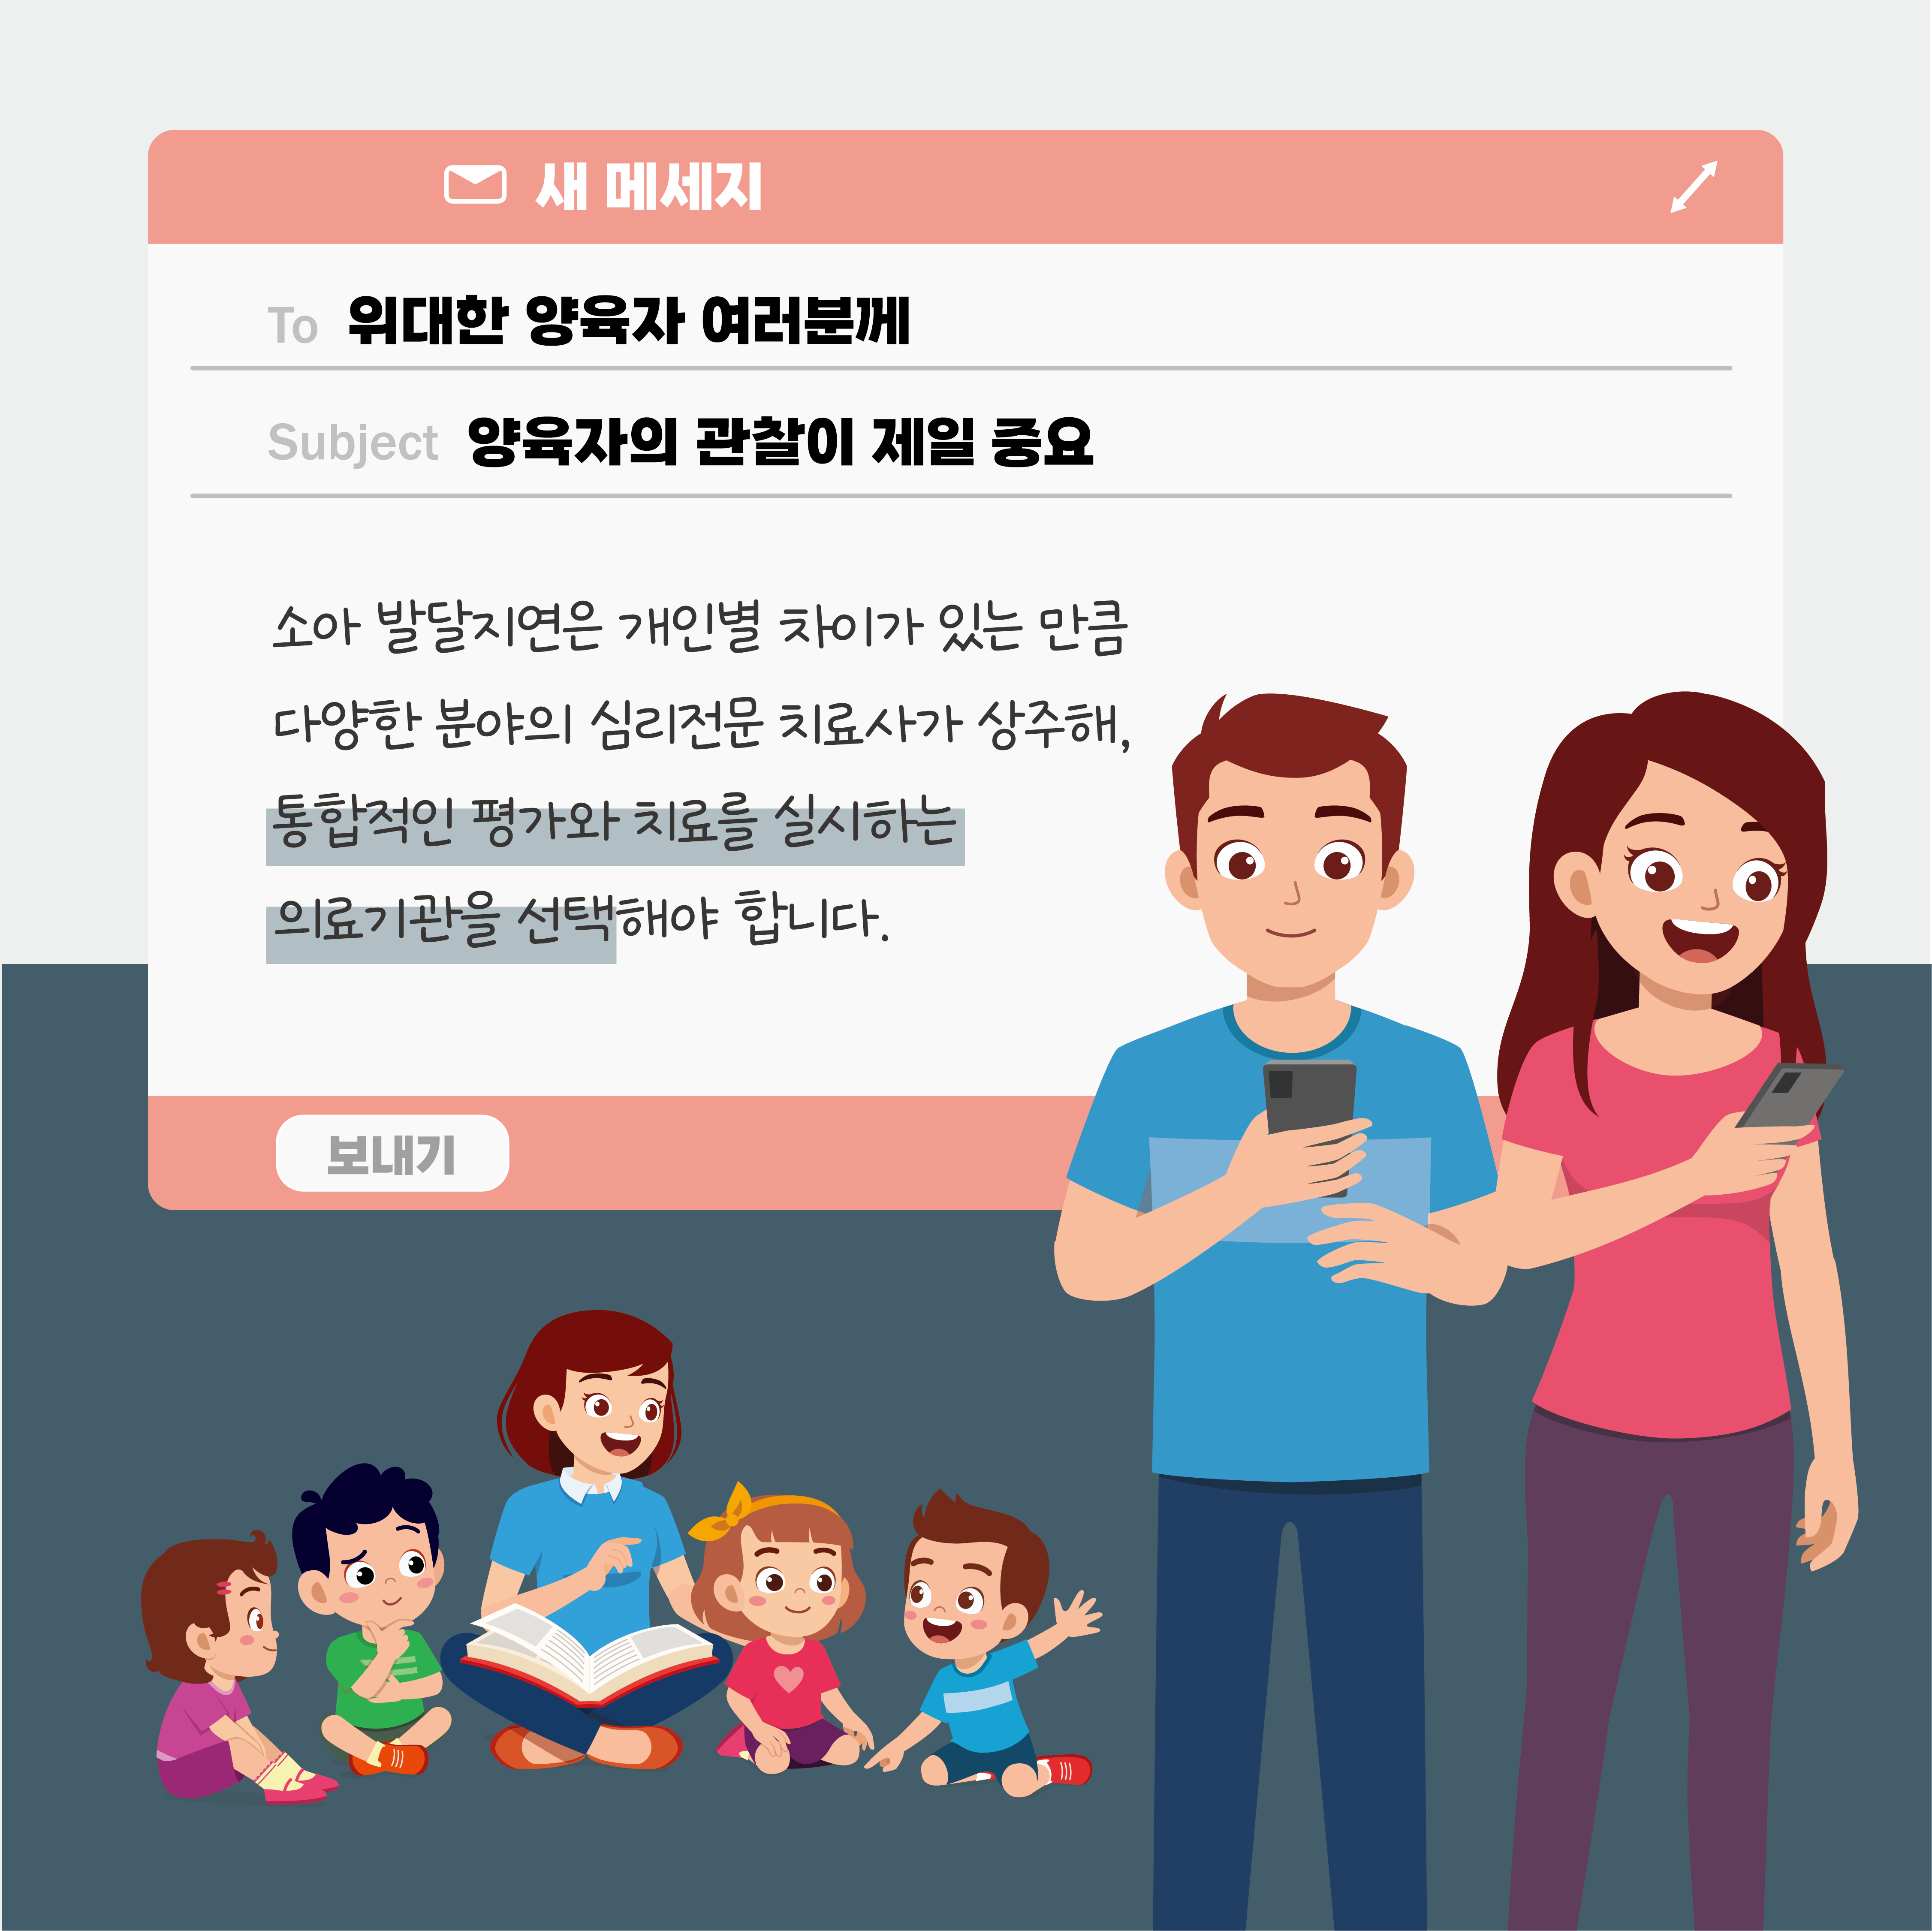 새 메세지
To 위대한 양육자 여러분께
Subject 양육자의 관찰이 제일 중요
소아 발달지연은 개인별 차이가 있는 만큼
다양한 분야의 심리전문 치료사가 상주해,
통합적인 평가와 치료를 실시하는
의료기관을 선택해야 합니다.
보내기